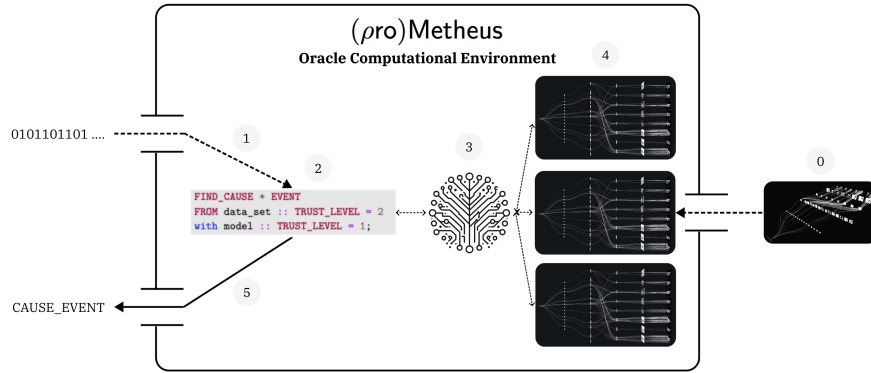 (ρro)Metheus
Oracle Computational Environment
4
0101101101 ....
1
2
3
0
FIND_CAUSE * EVENT
FROM data_set :: TRUST_LEVEL = 2
with model :: TRUST_LEVEL = 1;
5
CAUSE_EVENT